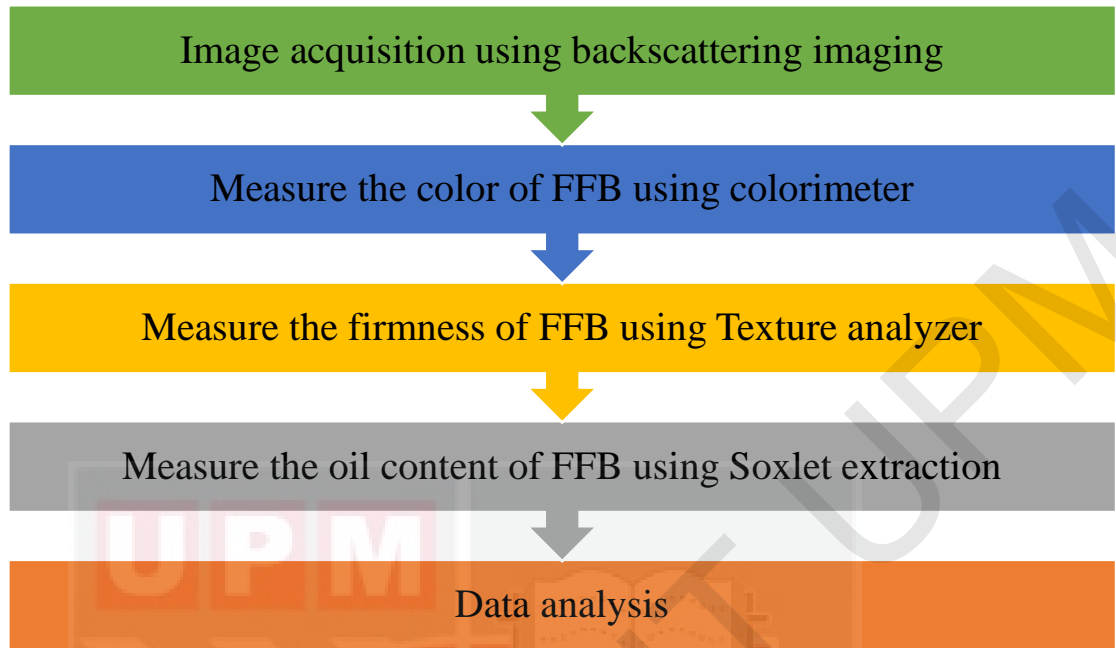 Image acquisition using backscattering imaging
Measure the color of FFB using colorimeter
Measure the firmness of FFB using Texture analyzer
Measure the oil content of FFB using Soxlet extraction
UPM
Data analysis
UPM